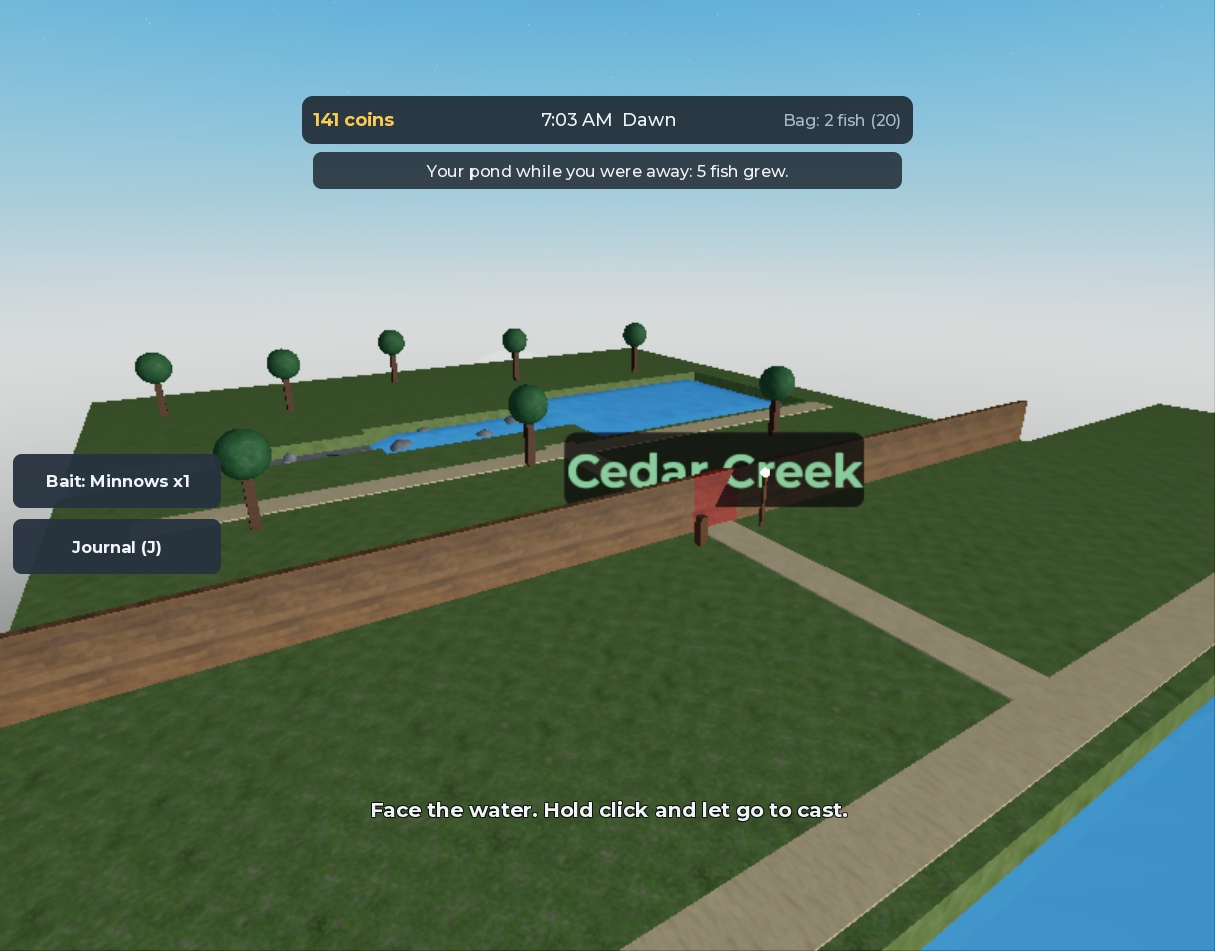 141 coins
7:03 AM Dawn
Bag: 2 fish (20)
Your pond while you were away: 5 fish grew.
Cedar Creek
Bait: Minnows x1
Journal (J)
Face the water. Hold click and let go to cast.